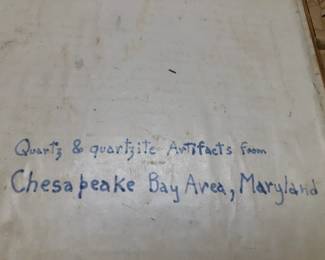 Quartz & quartzite Artifacts from
Chesapeake Bay Area, Maryland